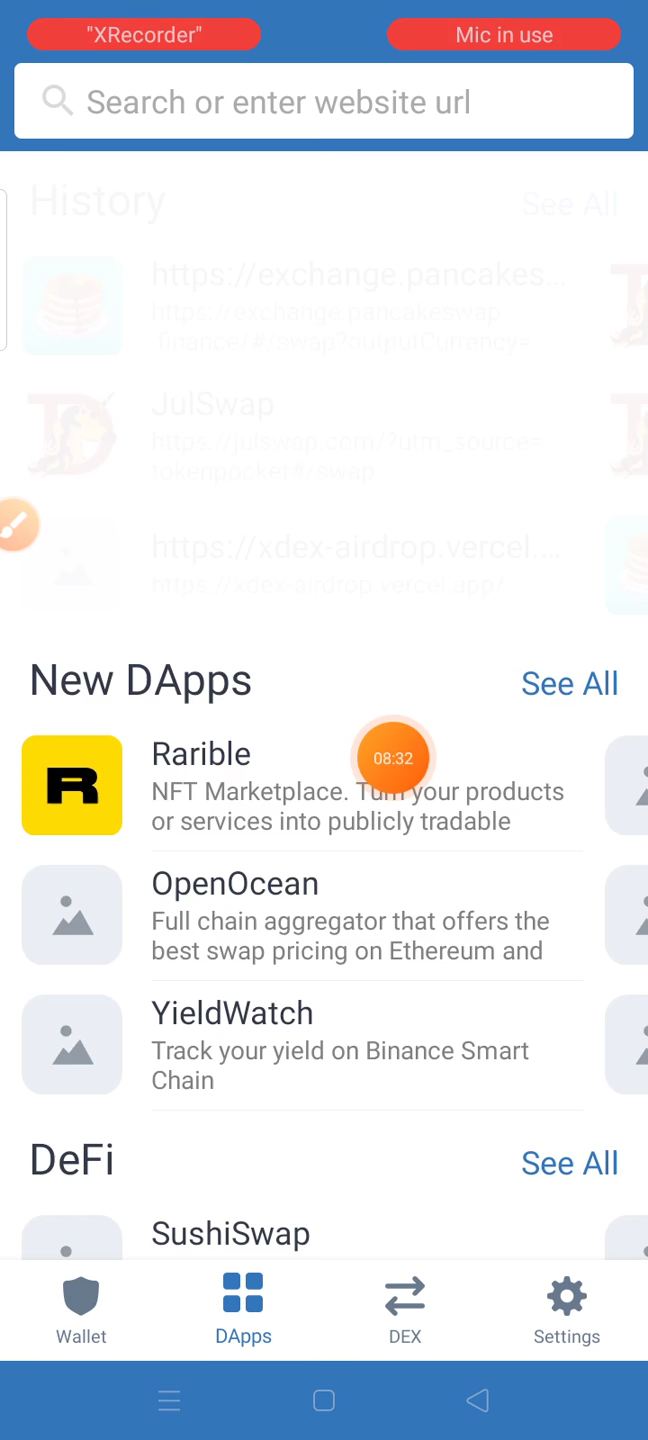 "XRecorder"
Mic in use
Search or enter website url
History
See All
https://exchange.pancakes...
https://exchange.pancakeswap
.finance/#/swap?outputCurrency=
JulSwap
https://julswap.com/?utm_source=
tokenpocket#/swap
https://xdex-airdrop.vercel....
https://xdex-airdrop.vercel.app/
New DApps
See All
Rarible
08:32
NFT Marketplace. Turn your products
or services into publicly tradable
OpenOcean
Full chain aggregator that offers the
best swap pricing on Ethereum and
YieldWatch
Track your yield on Binance Smart
Chain
DeFi
See All
SushiSwap
Wallet
DApps
DEX
Settings